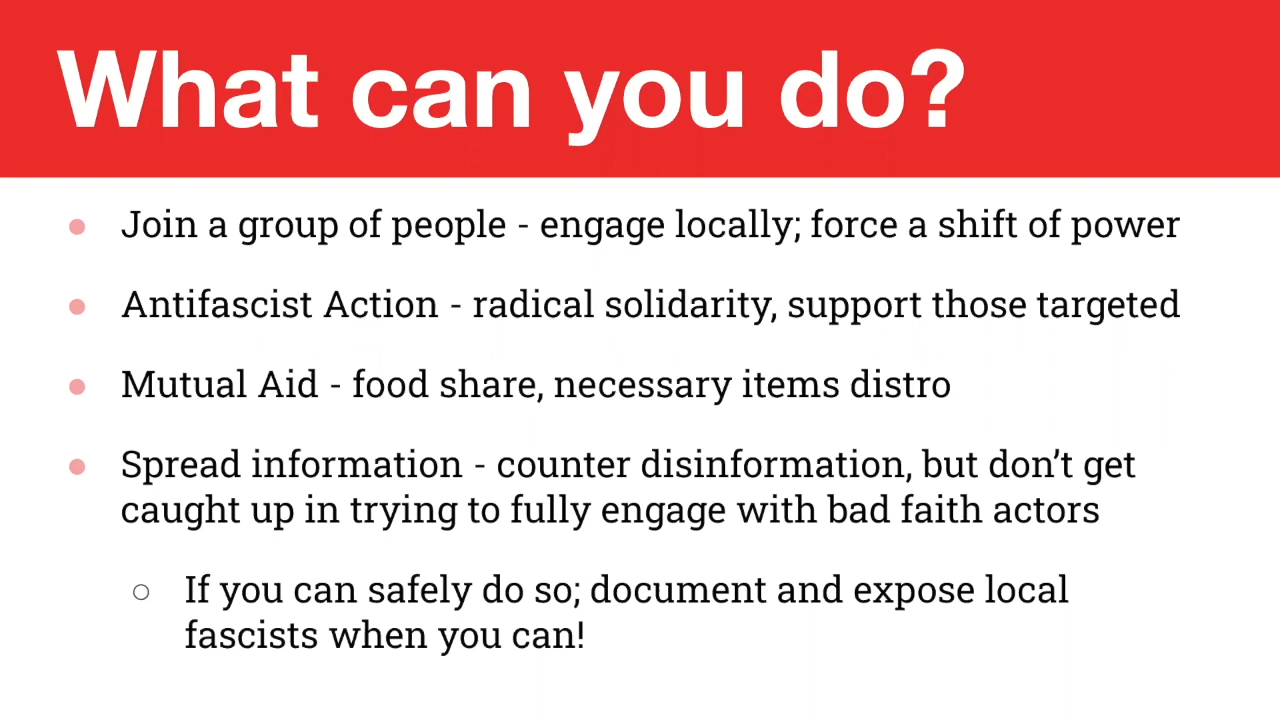 What can you do?
Join a group of people - engage locally; force a shift of power
Antifascist Action - radical solidarity, support those targeted
Mutual Aid - food share, necessary items distro
Spread information - counter disinformation, but don’t get
caught up in trying to fully engage with bad faith actors
If you can safely do so; document and expose local
fascists when you can!